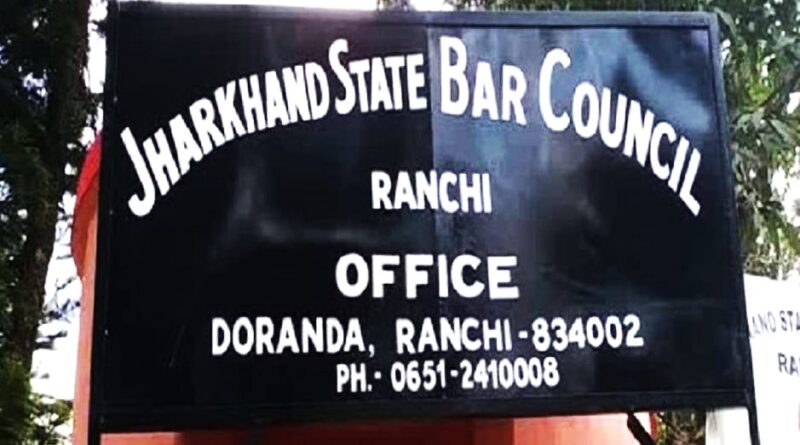 JHARKHAND STATE BAR COUNCIL
RANCHI
OFFICE
DORANDA, RANCHI-834002
PH.- 0651-2410008